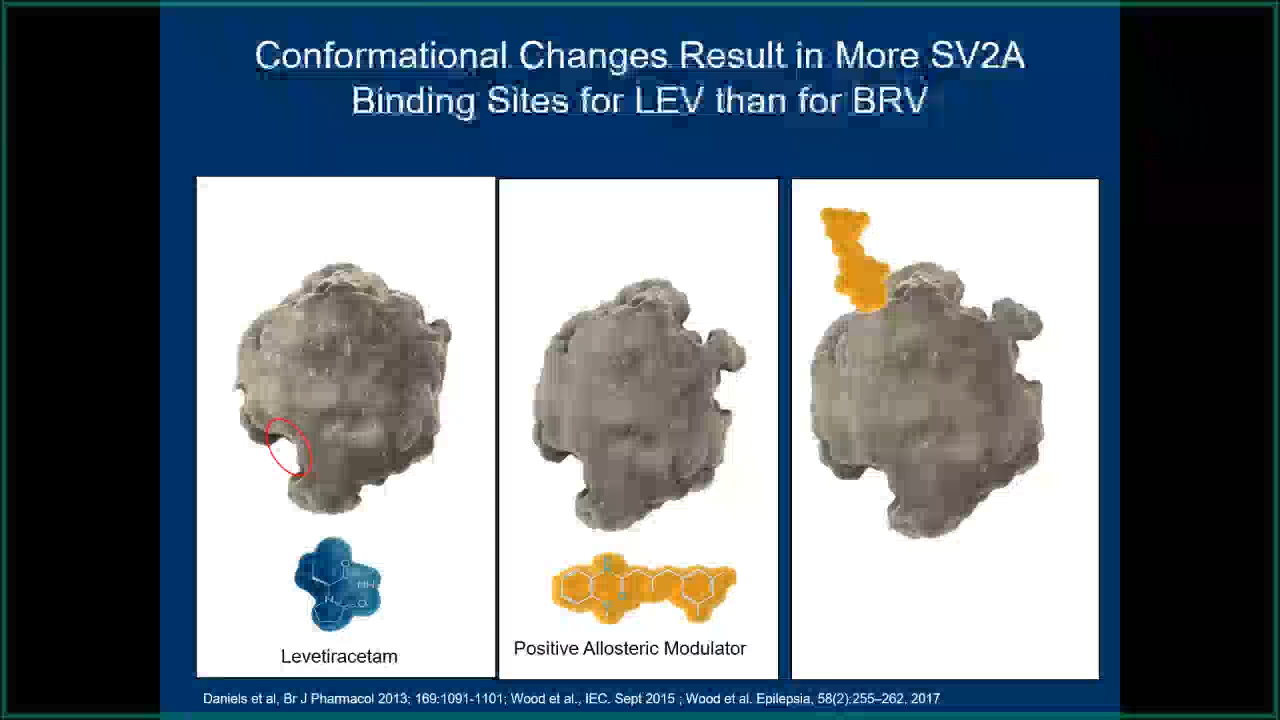 Conformational Changes Result in More SV2A
Binding Sites for LEV than for BRV
Levetiracetam
Positive Allosteric Modulator
Daniels et al, Br J Pharmacol 2013; 169:1091-1101; Wood et al., IEC. Sept 2015 ; Wood et al. Epilepsia, 58(2):255–262, 2017